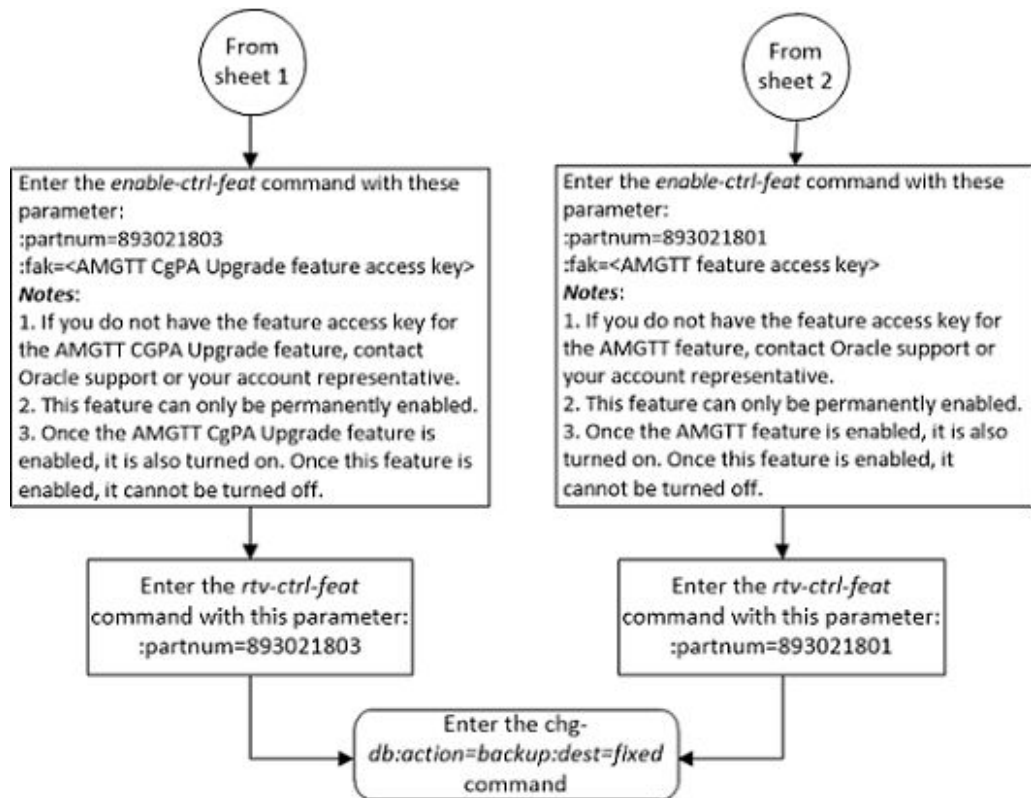 From
sheet 1
Enter the enable-ctrl-feat command with these
parameter:
:partnum=893021803
:fak=<AMGTT CgPA Upgrade feature access key>
Notes:
1. If you do not have the feature access key for
the AMGTT CGPA Upgrade feature, contact
Oracle support or your account representative.
2. This feature can only be permanently enabled.
3. Once the AMGTT CgPA Upgrade feature is
enabled, it is also turned on. Once this feature is
enabled, it cannot be turned off.
Enter the rtv-ctrl-feat
command with this parameter:
:partnum=893021803
From
sheet 2
Enter the enable-ctrl-feat command with these
parameter:
:partnum=893021801
:fak=<AMGTT feature access key>
Notes:
1. If you do not have the feature access key for
the AMGTT feature, contact Oracle support or
your account representative.
2. This feature can only be permanently enabled.
3. Once the AMGTT feature is enabled, it is also
turned on. Once this feature is enabled, it
cannot be turned off.
Enter the rtv-ctrl-feat
command with this parameter:
:partnum=893021801
Enter the chg-
db:action=backup:dest=fixed
command